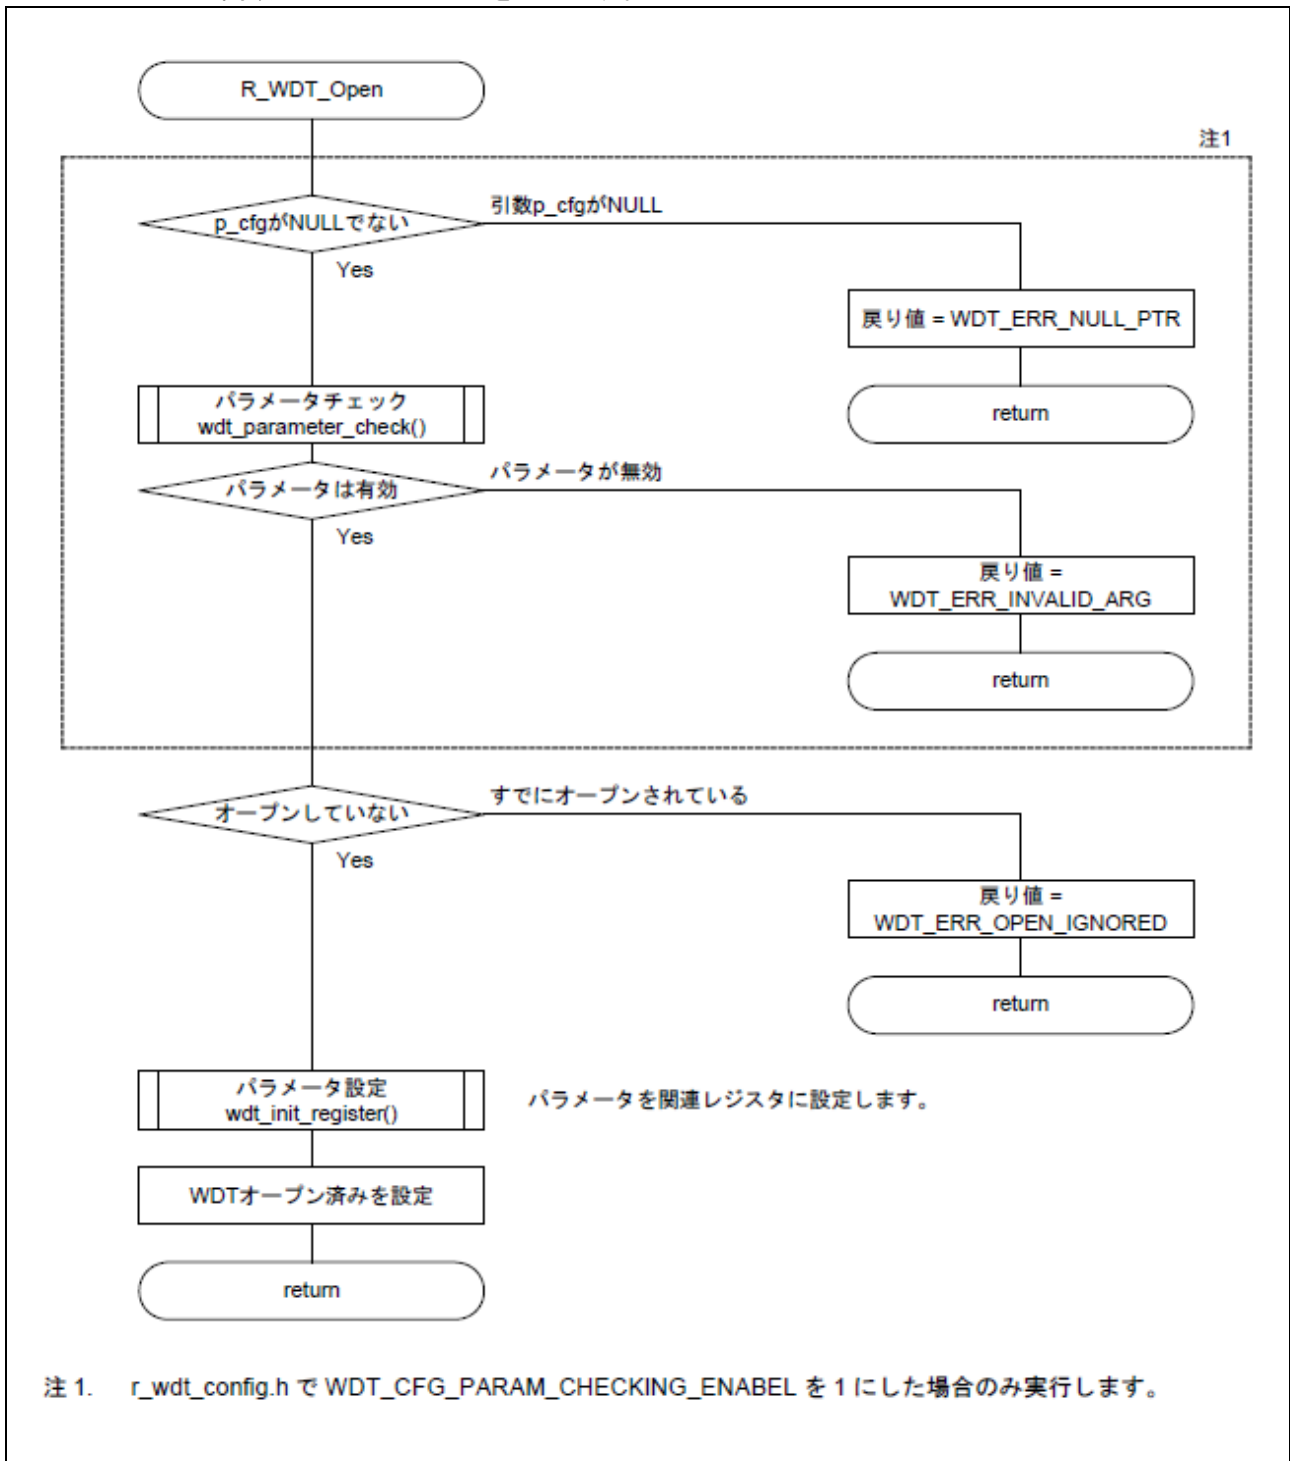 R_WDT_Open
注1
p_cfgがNULLでない
引数p_cfgがNULL
Yes
戻り値 = WDT_ERR_NULL_PTR
return
パラメータチェック
wdt_parameter_check()
パラメータは有効
パラメータが無効
Yes
戻り値 =
WDT_ERR_INVALID_ARG
return
オープンしていない
すでにオープンされている
Yes
戻り値 =
WDT_ERR_OPEN_IGNORED
return
パラメータ設定
wdt_init_register()
パラメータを関連レジスタに設定します。
WDTオープン済みを設定
return
注 1. r_wdt_config.h で WDT_CFG_PARAM_CHECKING_ENABEL を 1 にした場合のみ実行します。